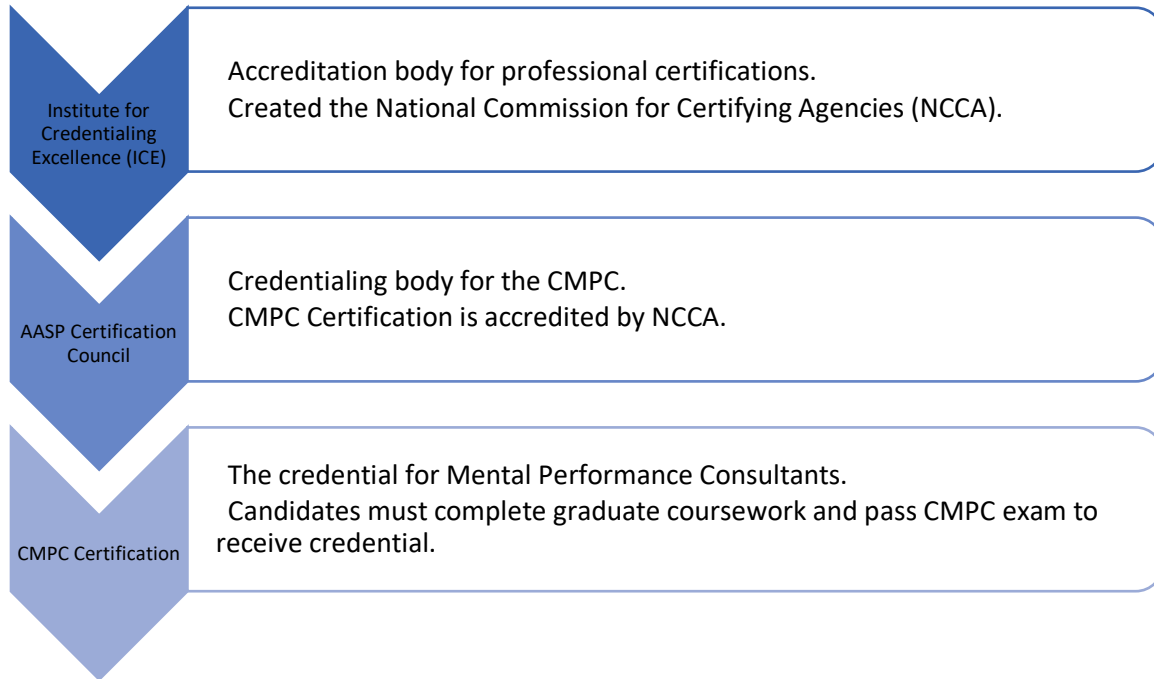 Institute for
Credentialing
Excellence (ICE)
Accreditation body for professional certifications.
Created the National Commission for Certifying Agencies (NCCA).
AASP Certification
Council
Credentialing body for the CMPC.
CMPC Certification is accredited by NCCA.
CMPC Certification
The credential for Mental Performance Consultants.
Candidates must complete graduate coursework and pass CMPC exam to
receive credential.